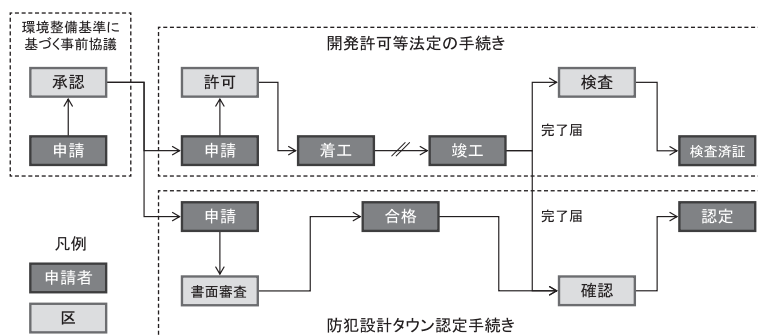 環境整備基準に
基づく事前協議
承認
申請
開発許可等法定の手続き
許可
申請
着工
竣工
完了届
検査
検査済証
申請
書面審査
合格
完了届
確認
認定
防犯設計タウン認定手続き
凡例
申請者
区